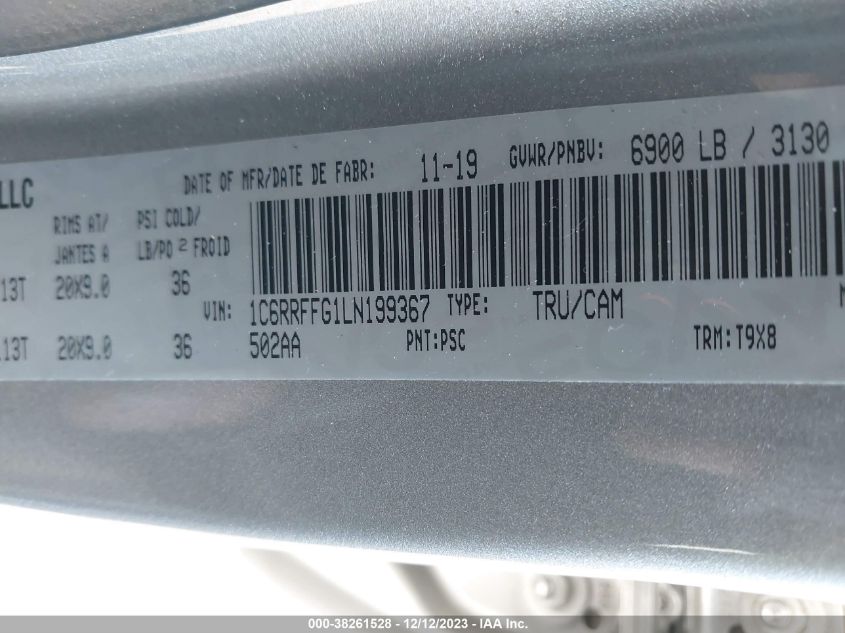 LLC
DATE OF MFR/DATE DE FABR: 11-19 GVWR/PNBV: 6900 LB / 3130
RIMS AT/ PSI COLD/
JANTES A LB/PO 2 FROID
13T 20X9.0 36
VIN: 1C6RRFFG1LN199367 TYPE: TRU/CAM
13T 20X9.0 36 502AA PNT:PSC TRM:T9X8
000-38261528 - 12/12/2023 - IAA Inc.